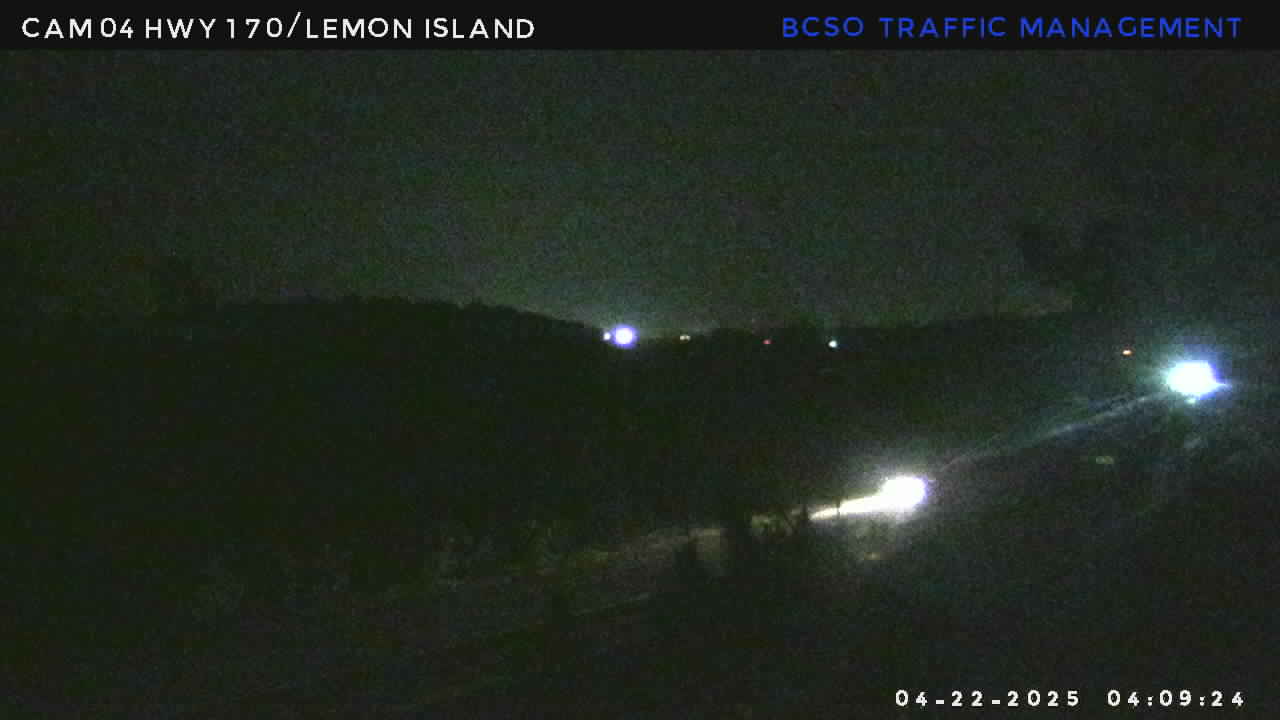 CAM04 HWY 170/LEMON ISLAND
BCSO TRAFFIC MANAGEMENT
04-22-2025 04:09:24